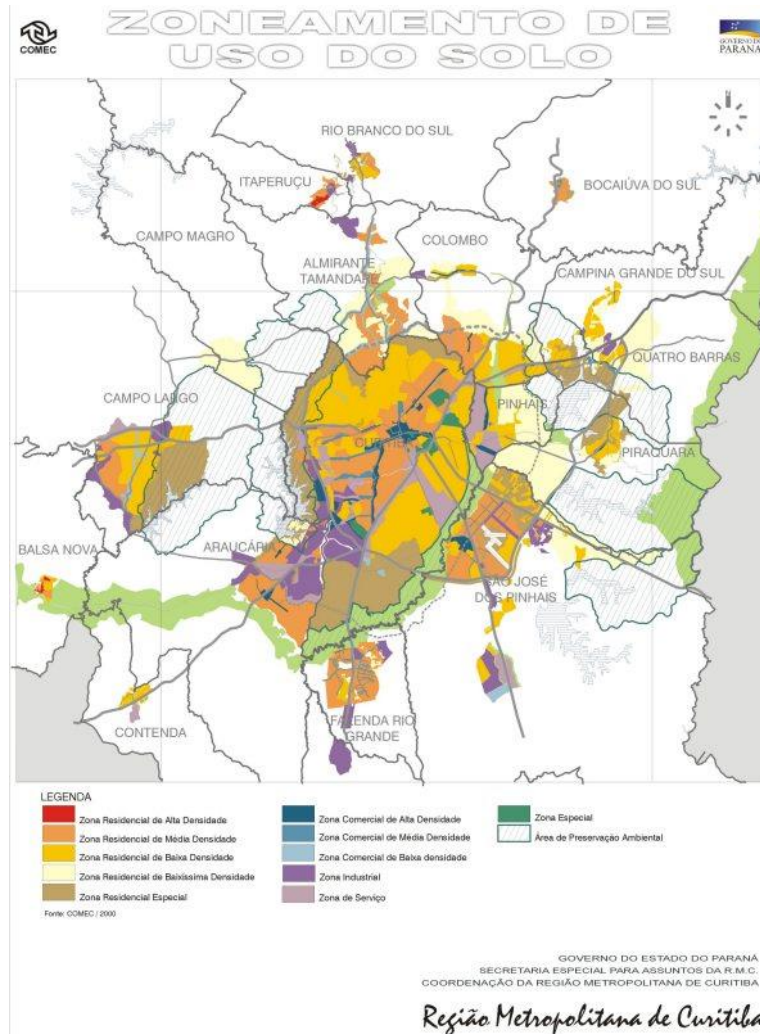 COMEC
ZONEAMENTO DE
USO DO SOLO
GOVERNO DO
PARANÁ
N
RIO BRANCO DO SUL
ITAPERUÇU
BOCAIÚVA DO SUL
CAMPO MAGRO
COLOMBO
ALMIRANTE
TAMANDARÉ
CAMPINA GRANDE DO SUL
QUATRO BARRAS
CAMPO LARGO
PINHAIS
PIRAQUARA
BALSA NOVA
ARAUCÁRIA
SÃO JOSÉ
DOS PINHAIS
FAZENDA RIO
GRANDE
CONTENDA
LEGENDA
Zona Residencial de Alta Densidade
Zona Residencial de Média Densidade
Zona Residencial de Baixa Densidade
Zona Residencial de Baixíssima Densidade
Zona Residencial Especial
Zona Comercial de Alta Densidade
Zona Comercial de Média Densidade
Zona Comercial de Baixa densidade
Zona Industrial
Zona de Serviço
Zona Especial
Área de Preservação Ambiental
Fonte: COMEC / 2000
GOVERNO DO ESTADO DO PARANÁ
SECRETARIA ESPECIAL PARA ASSUNTOS DA R.M.C.
COORDENAÇÃO DA REGIÃO METROPOLITANA DE CURITIBA
Região Metropolitana de Curitiba